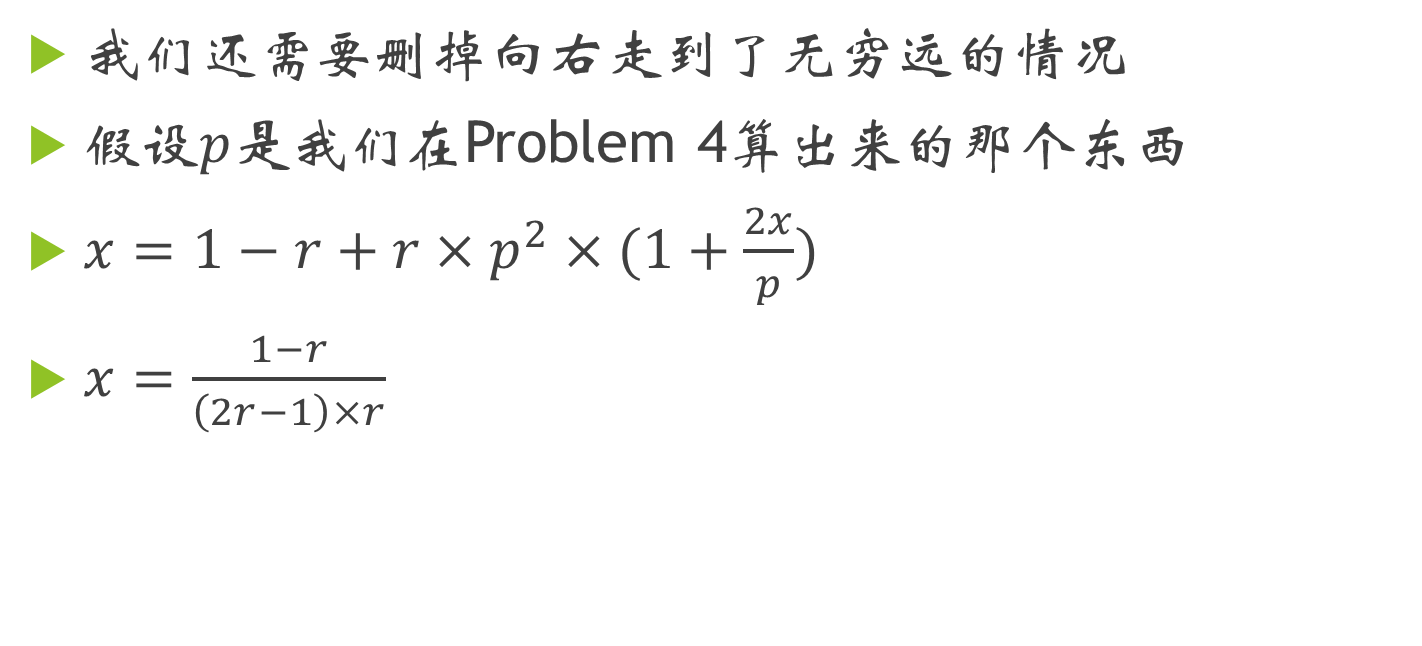 我们还需要删掉向右走到了无穷远的情况
假设p是我们在Problem 4算出来的那个东西
x = 1 − r + r × p² × (1 + 2x/p)
x = (1−r)/((2r−1)×r)